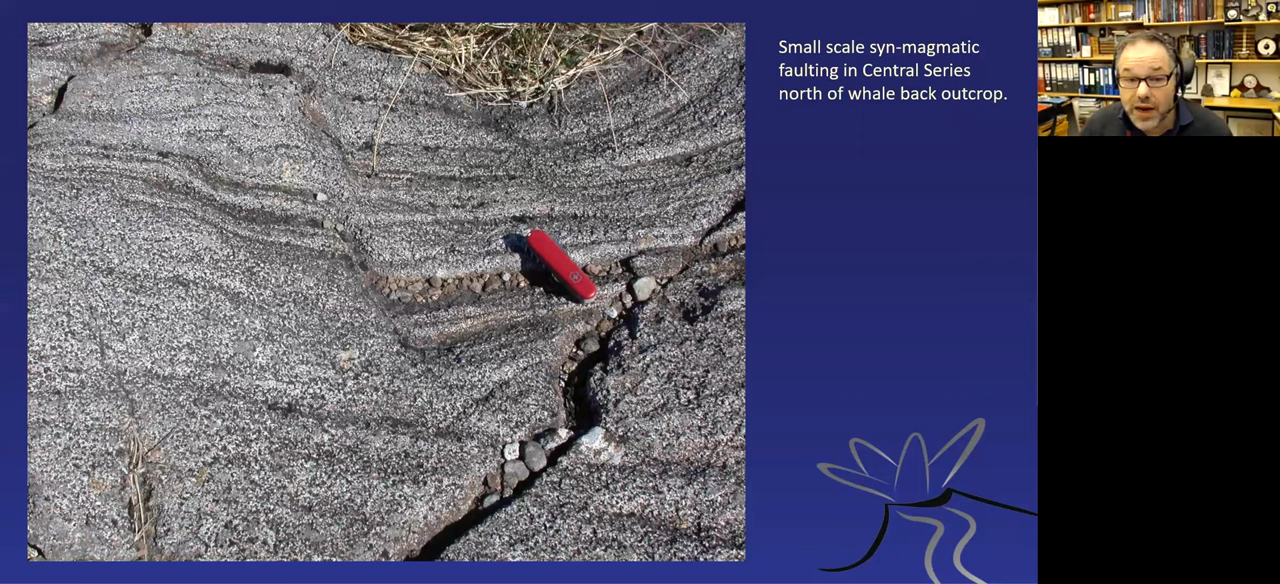 Small scale syn-magmatic
faulting in Central Series
north of whale back outcrop.